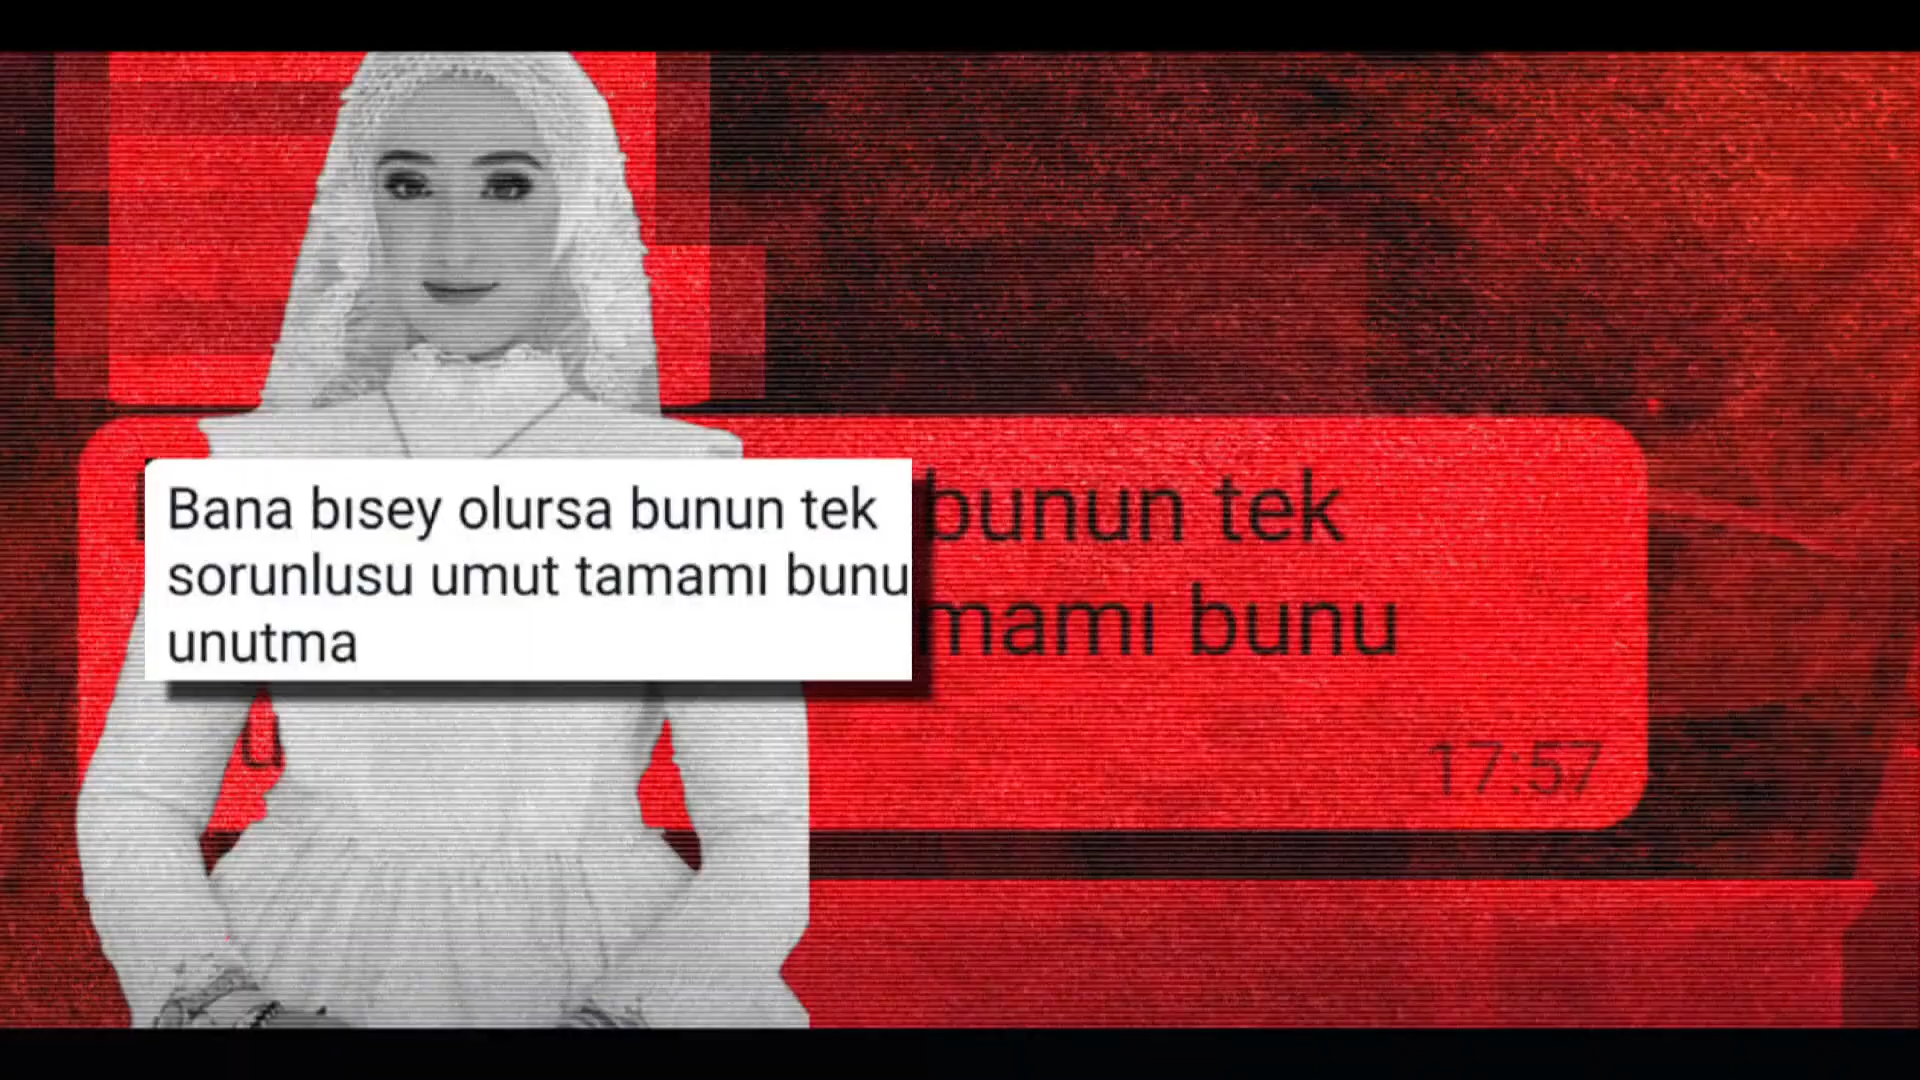 Bana bısey olursa bunun tek
sorunlusu umut tamamı bunu
unutma
bunun tek
mamı bunu
u
17:57